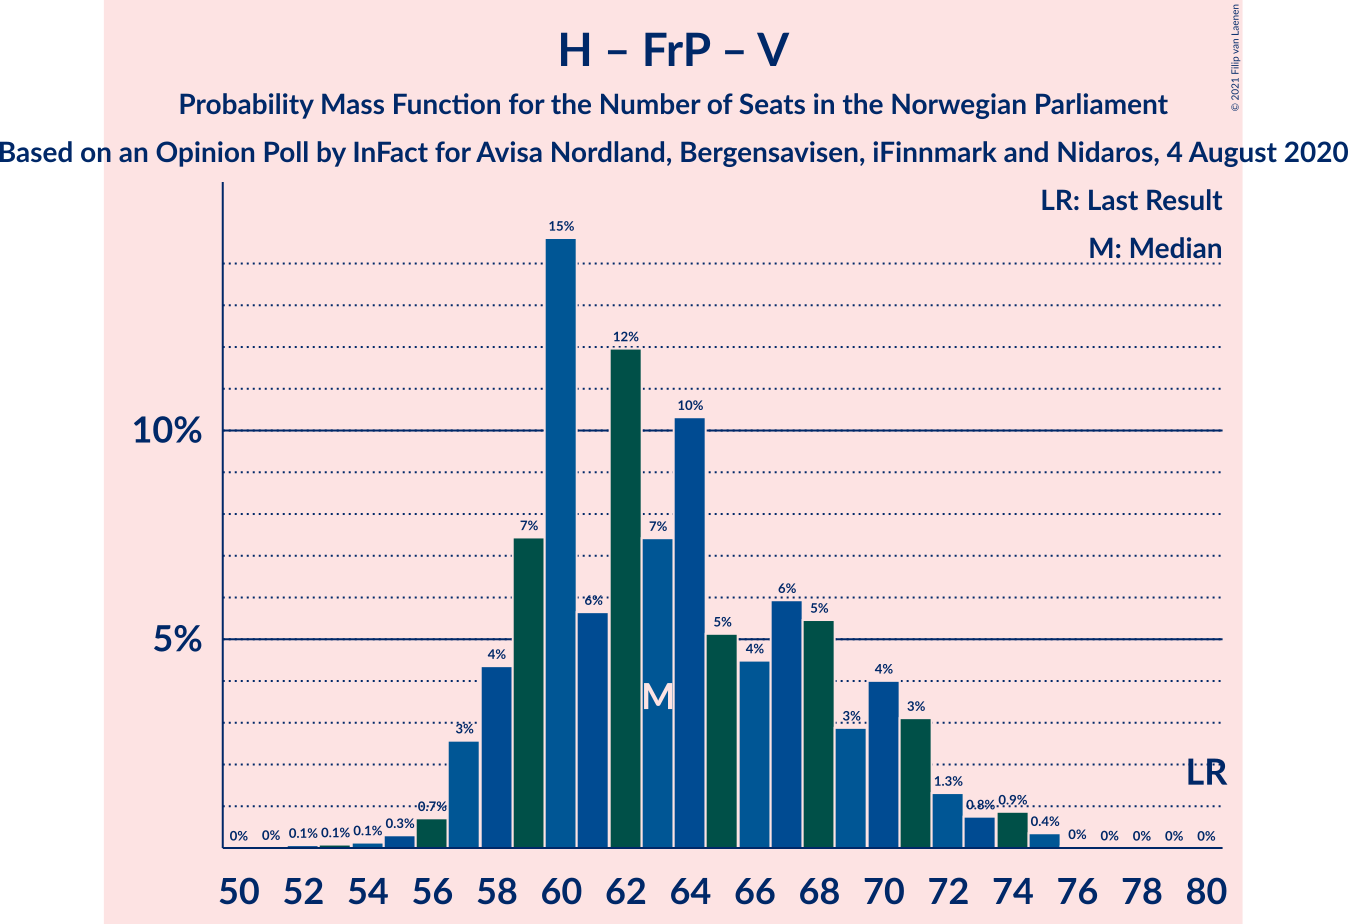 H – FrP – V
© 2021 Filip van Laenen
Probability Mass Function for the Number of Seats in the Norwegian Parliament
Based on an Opinion Poll by InFact for Avisa Nordland, Bergensavisen, iFinnmark and Nidaros, 4 August 2020
LR: Last Result
M: Median
10%
5%
0% 0% 0.1% 0.1% 0.1% 0.3% 0.7% 3% 4% 7% 15% 6% 12% 7% 10% 5% 4% 6% 5% 3% 4% 3% 1.3% 0.8% 0.9% 0.4% 0% 0% 0% 0% 0%
M
LR
50 52 54 56 58 60 62 64 66 68 70 72 74 76 78 80